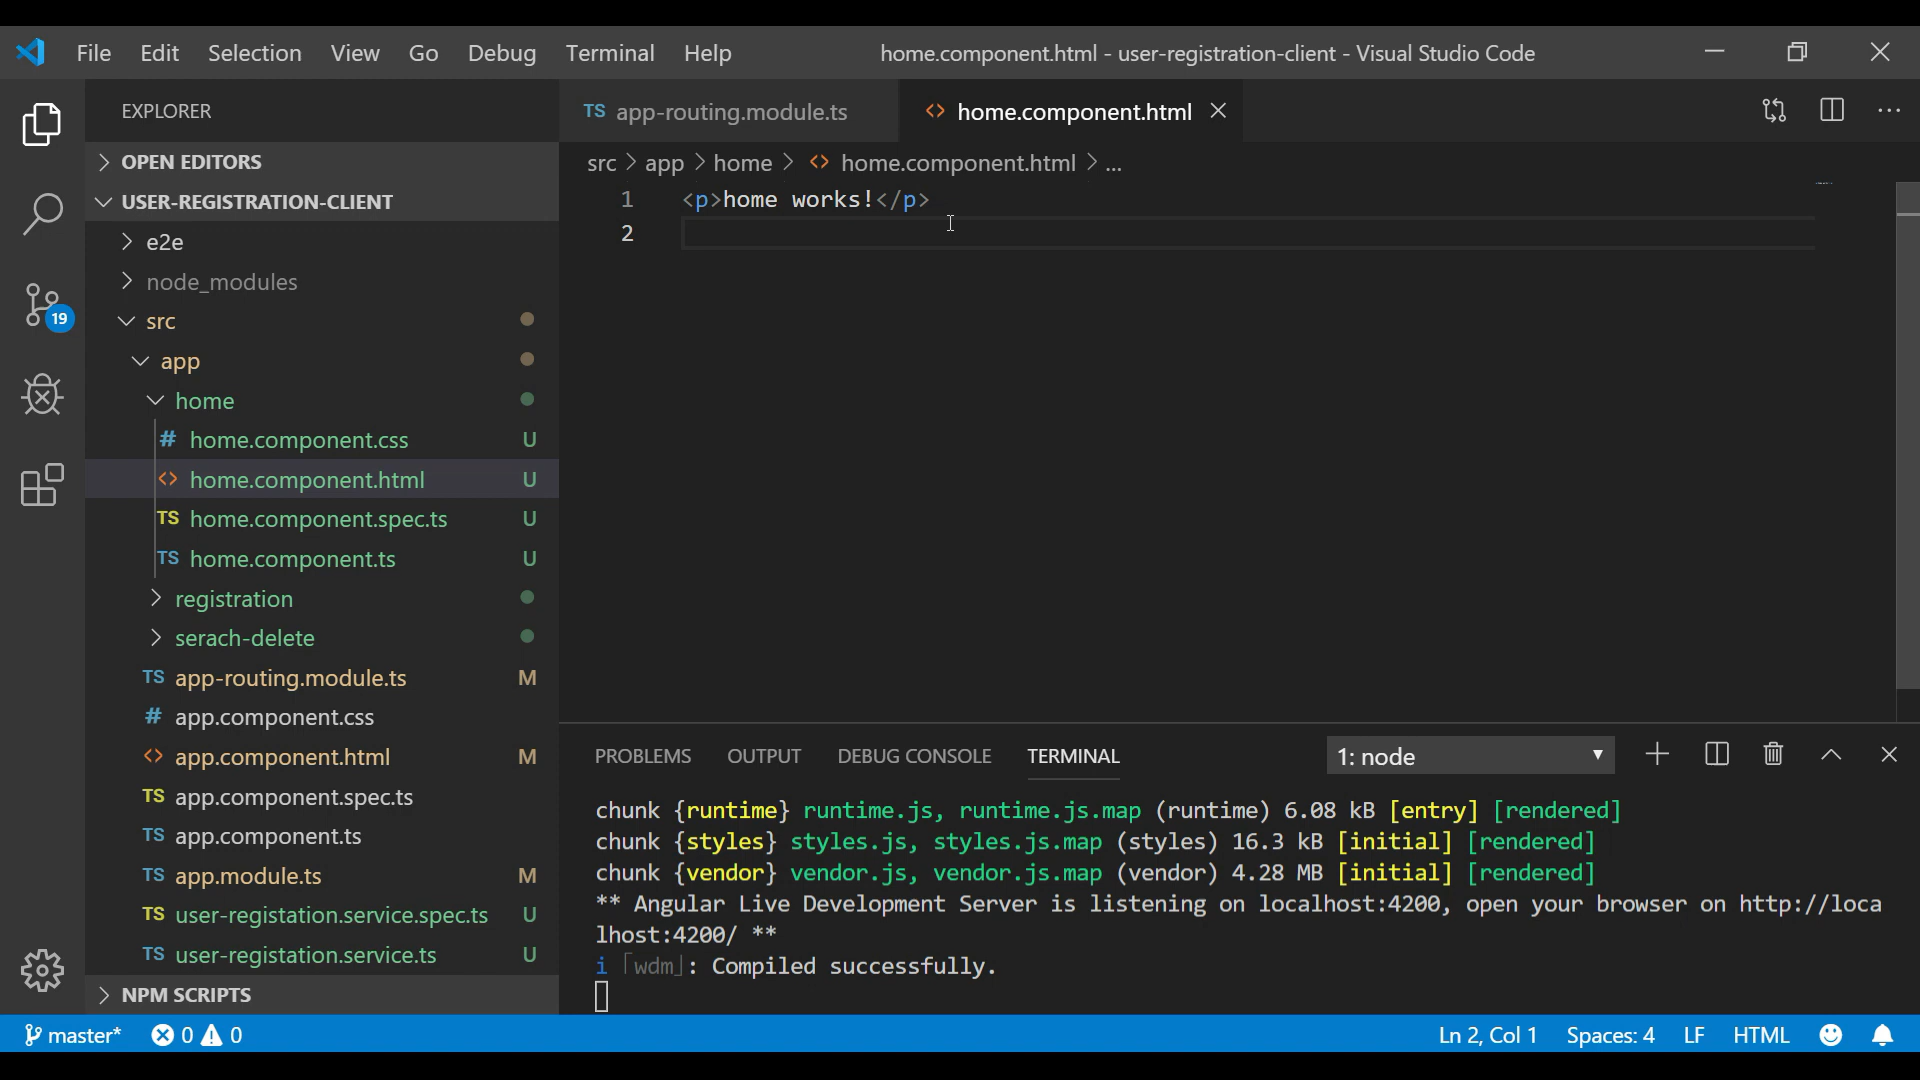 File Edit Selection View Go Debug Terminal Help
home.component.html - user-registration-client - Visual Studio Code
EXPLORER
OPEN EDITORS
USER-REGISTRATION-CLIENT
e2e
node_modules
src
app
home
# home.component.css U
<> home.component.html U
TS home.component.spec.ts U
TS home.component.ts U
registration
serach-delete
TS app-routing.module.ts M
# app.component.css
<> app.component.html M
TS app.component.spec.ts
TS app.component.ts
TS app.module.ts M
TS user-registation.service.spec.ts U
TS user-registation.service.ts U
NPM SCRIPTS
19
TS app-routing.module.ts
<> home.component.html
src > app > home > <> home.component.html > ...
1 <p>home works!</p>
2
PROBLEMS OUTPUT DEBUG CONSOLE TERMINAL
1: node
chunk {runtime} runtime.js, runtime.js.map (runtime) 6.08 kB [entry] [rendered]
chunk {styles} styles.js, styles.js.map (styles) 16.3 kB [initial] [rendered]
chunk {vendor} vendor.js, vendor.js.map (vendor) 4.28 MB [initial] [rendered]
** Angular Live Development Server is listening on localhost:4200, open your browser on http://loca
lhost:4200/ **
i ｢wdm｣: Compiled successfully.
master* 0 0
Ln 2, Col 1 Spaces: 4 LF HTML